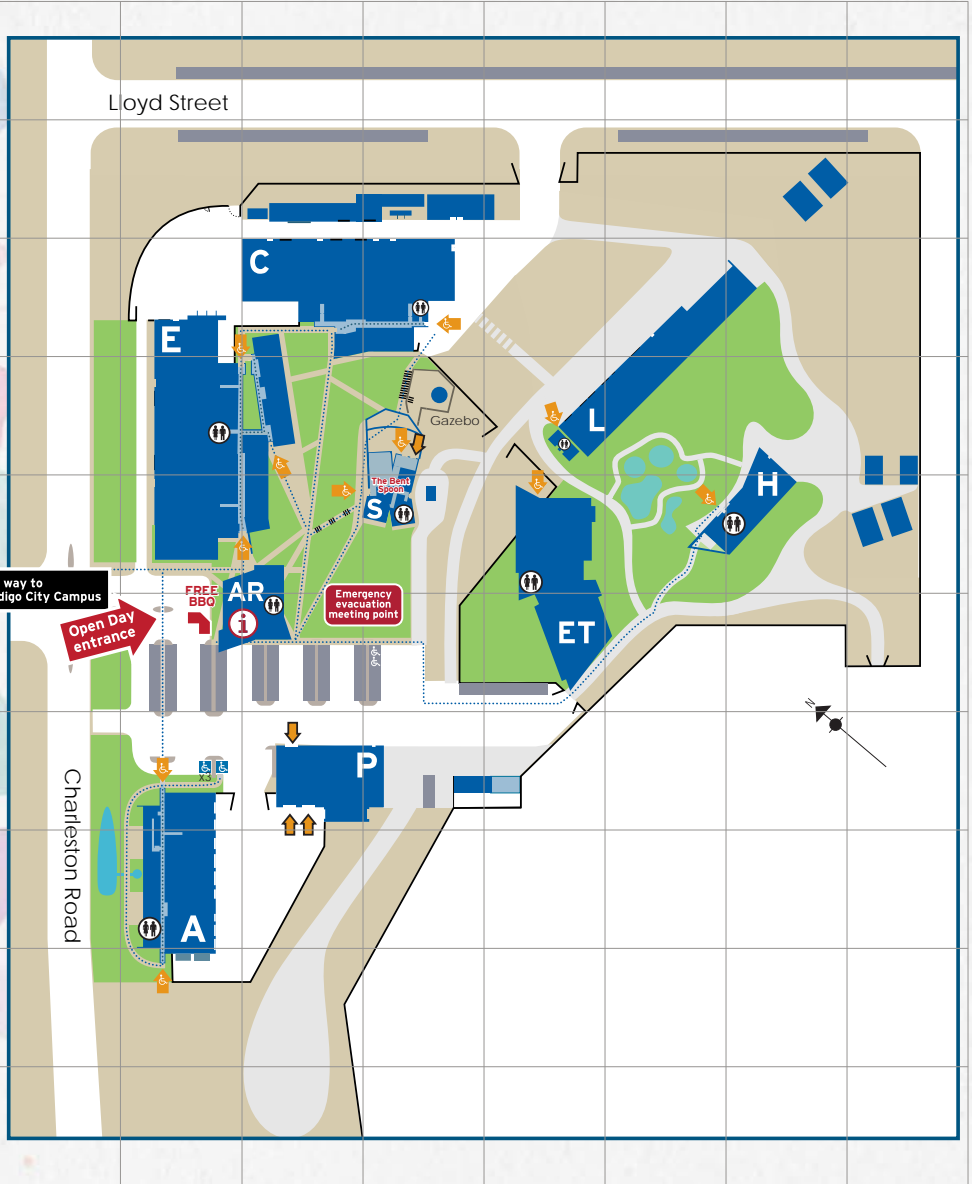 Lloyd Street
C
E
Gazebo
L
H
The Bent
Spoon
S
way to
digo City Campus
FREE
BBQ
AR
i
Emergency
evacuation
meeting point
Open Day
entrance
ET
N
P
X3
Charleston Road
A